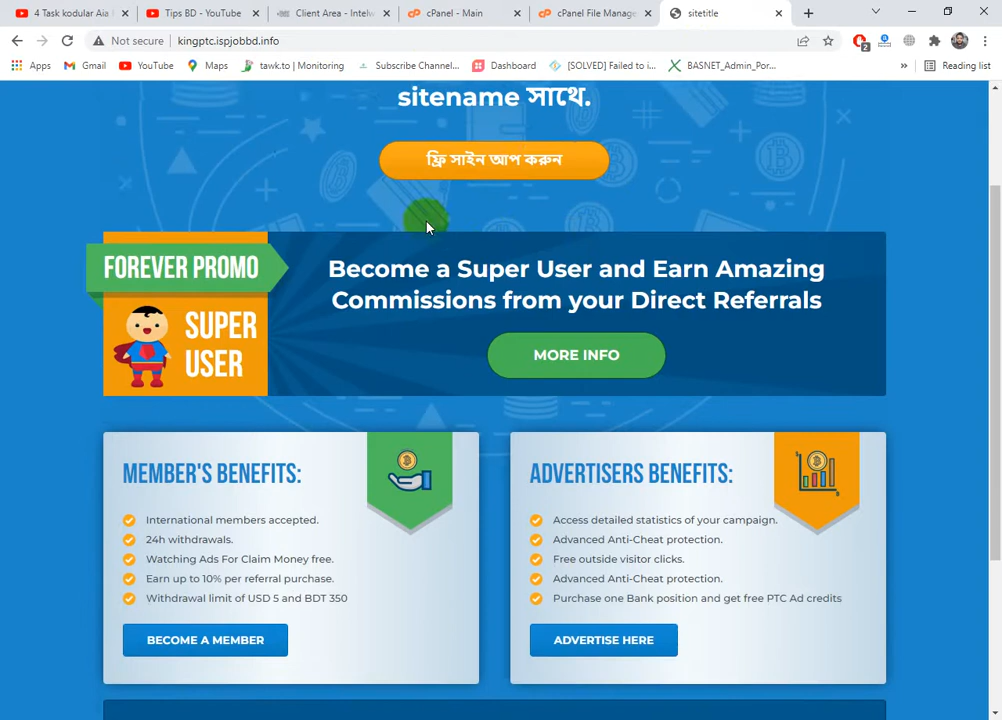 4 Task kodular Aia
Tips BD - YouTube
Client Area - Intelw
cPanel - Main
cPanel File Manage
sitetitle
Not secure
kingptc.ispjobbd.info
2
Apps
Gmail
YouTube
Maps
tawk.to | Monitoring
Subscribe Channel...
Dashboard
[SOLVED] Failed to i...
BASNET_Admin_Por...
»
Reading list
sitename সাথে.
ফ্রি সাইন আপ করুন
FOREVER PROMO
SUPER
USER
Become a Super User and Earn Amazing
Commissions from your Direct Referrals
MORE INFO
MEMBER'S BENEFITS:
International members accepted.
24h withdrawals.
Watching Ads For Claim Money free.
Earn up to 10% per referral purchase.
Withdrawal limit of USD 5 and BDT 350
BECOME A MEMBER
ADVERTISERS BENEFITS:
Access detailed statistics of your campaign.
Advanced Anti-Cheat protection.
Free outside visitor clicks.
Advanced Anti-Cheat protection.
Purchase one Bank position and get free PTC Ad credits
ADVERTISE HERE